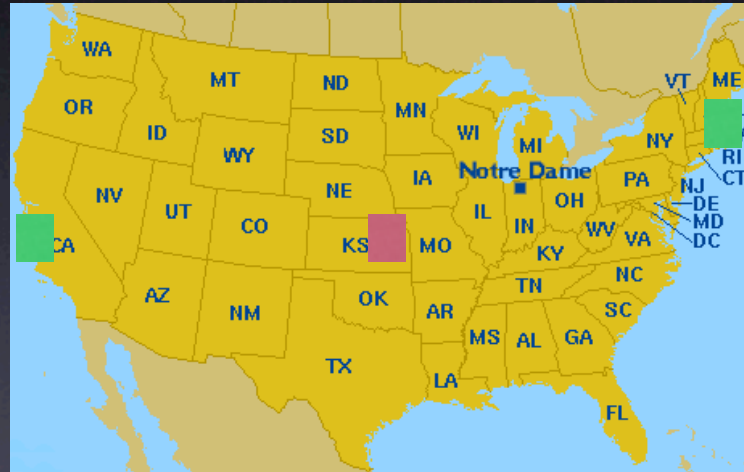 WA
MT
ND
VT
ME
OR
MN
ID
SD
WI
MI
NY
WY
RI
CT
Notre Dame
NV
NE
IA
PA
NJ
UT
CO
IL
IN
OH
DE
MD
DC
CA
KS
MO
KY
WV
VA
AZ
NM
OK
AR
TN
NC
SC
TX
MS
AL
GA
LA
FL